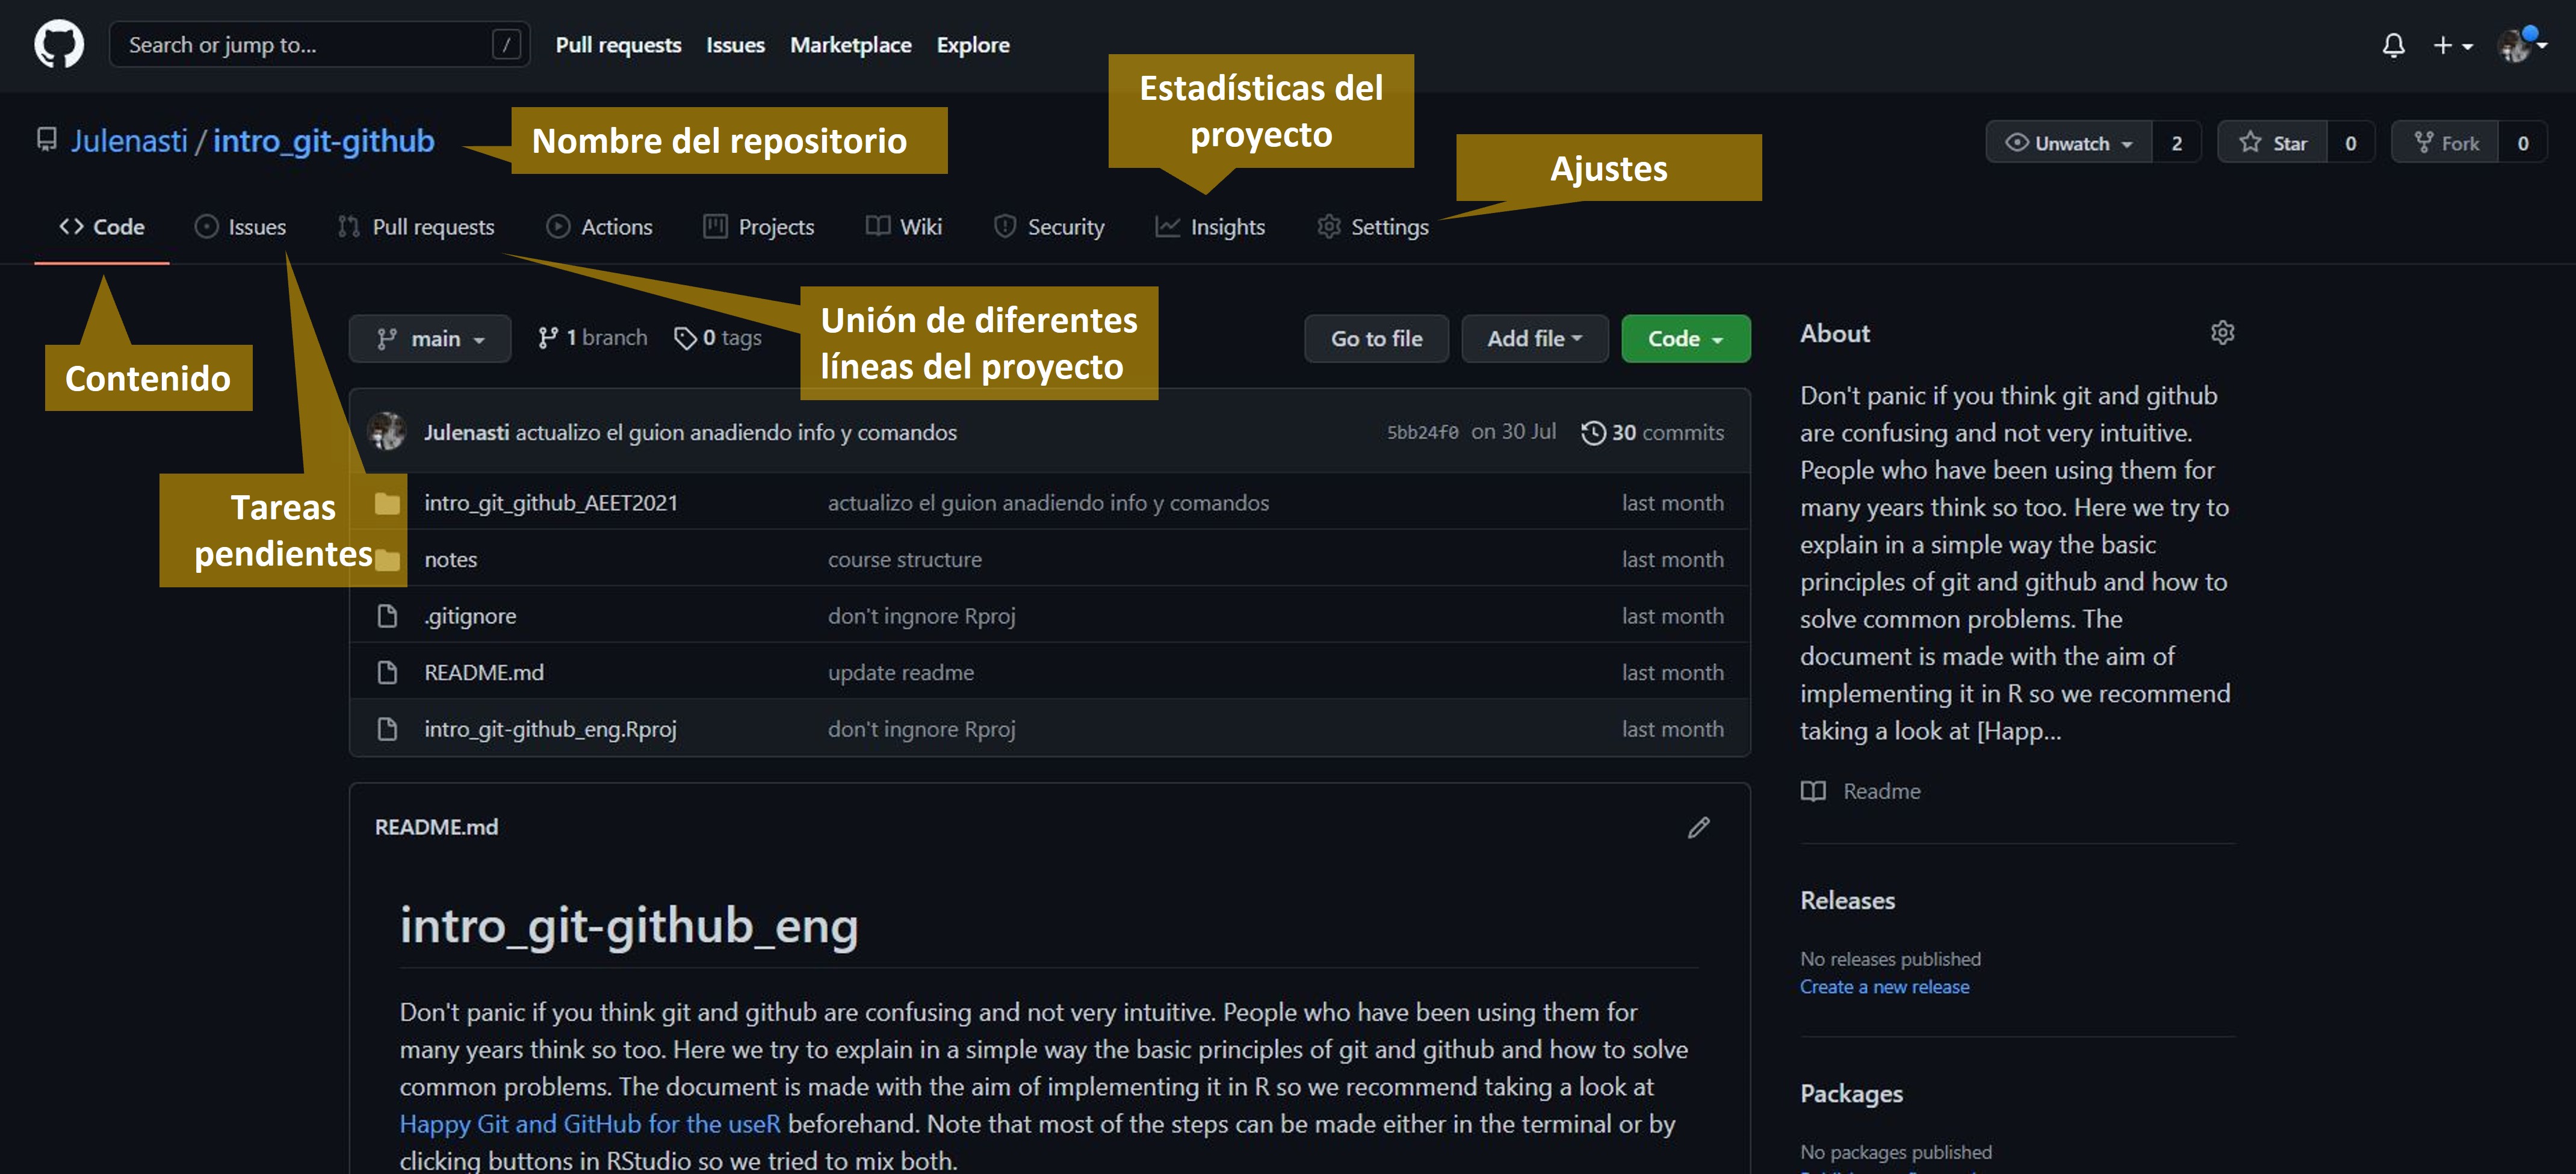 Search or jump to... /
Pull requests Issues Marketplace Explore
Estadísticas del
proyecto
Julenasti / intro_git-github
Nombre del repositorio
Ajustes
Unwatch 2
Star 0
Fork 0
Code Issues Pull requests Actions Projects Wiki Security Insights Settings
Contenido
Unión de diferentes
líneas del proyecto
Tareas
pendientes
main 1 branch 0 tags
Go to file Add file Code
Julenasti actualizo el guion anadiendo info y comandos 5bb24f0 on 30 Jul 30 commits
intro_git_github_AEET2021 actualizo el guion anadiendo info y comandos last month
notes course structure last month
.gitignore don't ingnore Rproj last month
README.md update readme last month
intro_git-github_eng.Rproj don't ingnore Rproj last month
README.md
intro_git-github_eng
Don't panic if you think git and github are confusing and not very intuitive. People who have been using them for
many years think so too. Here we try to explain in a simple way the basic principles of git and github and how to solve
common problems. The document is made with the aim of implementing it in R so we recommend taking a look at
Happy Git and GitHub for the useR beforehand. Note that most of the steps can be made either in the terminal or by
clicking buttons in RStudio so we tried to mix both.
About
Don't panic if you think git and github
are confusing and not very intuitive.
People who have been using them for
many years think so too. Here we try to
explain in a simple way the basic
principles of git and github and how to
solve common problems. The
document is made with the aim of
implementing it in R so we recommend
taking a look at [Happ...
Readme
Releases
No releases published
Create a new release
Packages
No packages published